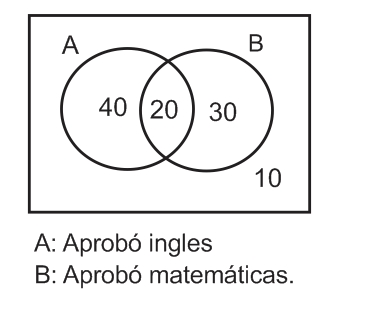 A B
40 20 30
10
A: Aprobó ingles
B: Aprobó matemáticas.